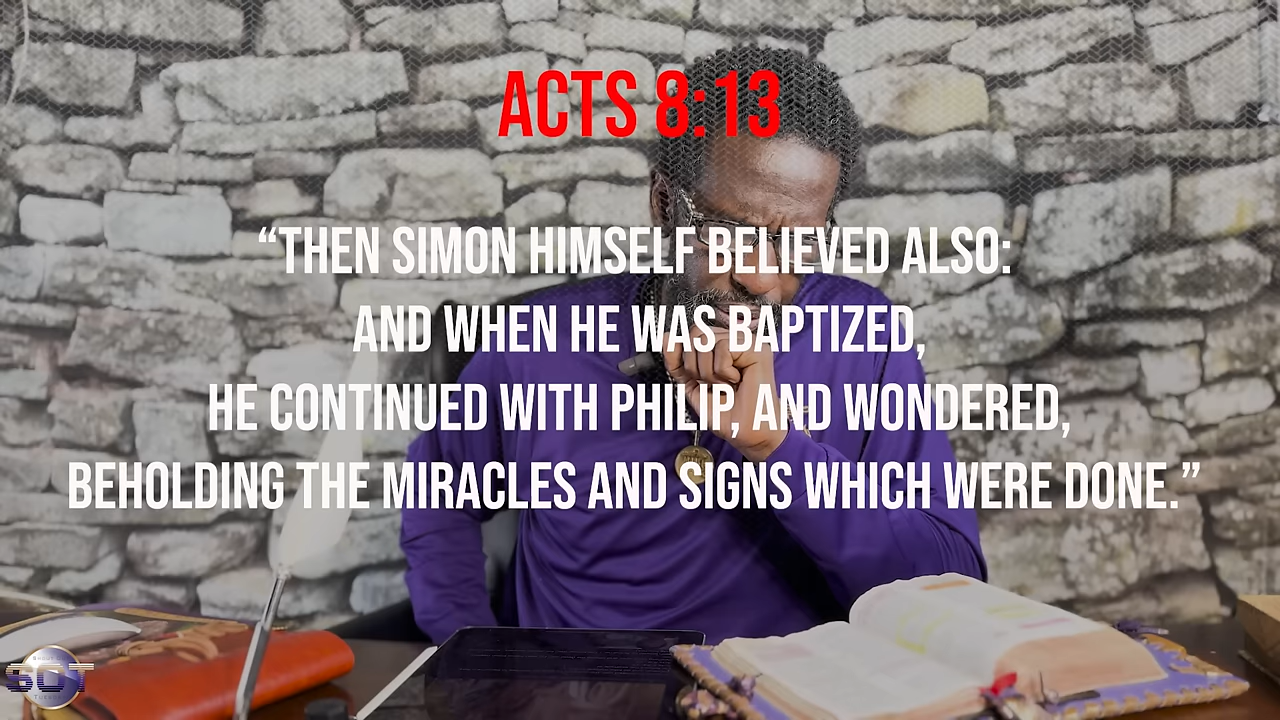 ACTS 8:13
“THEN SIMON HIMSELF BELIEVED ALSO:
AND WHEN HE WAS BAPTIZED,
HE CONTINUED WITH PHILIP, AND WONDERED,
BEHOLDING THE MIRACLES AND SIGNS WHICH WERE DONE.”
SOT